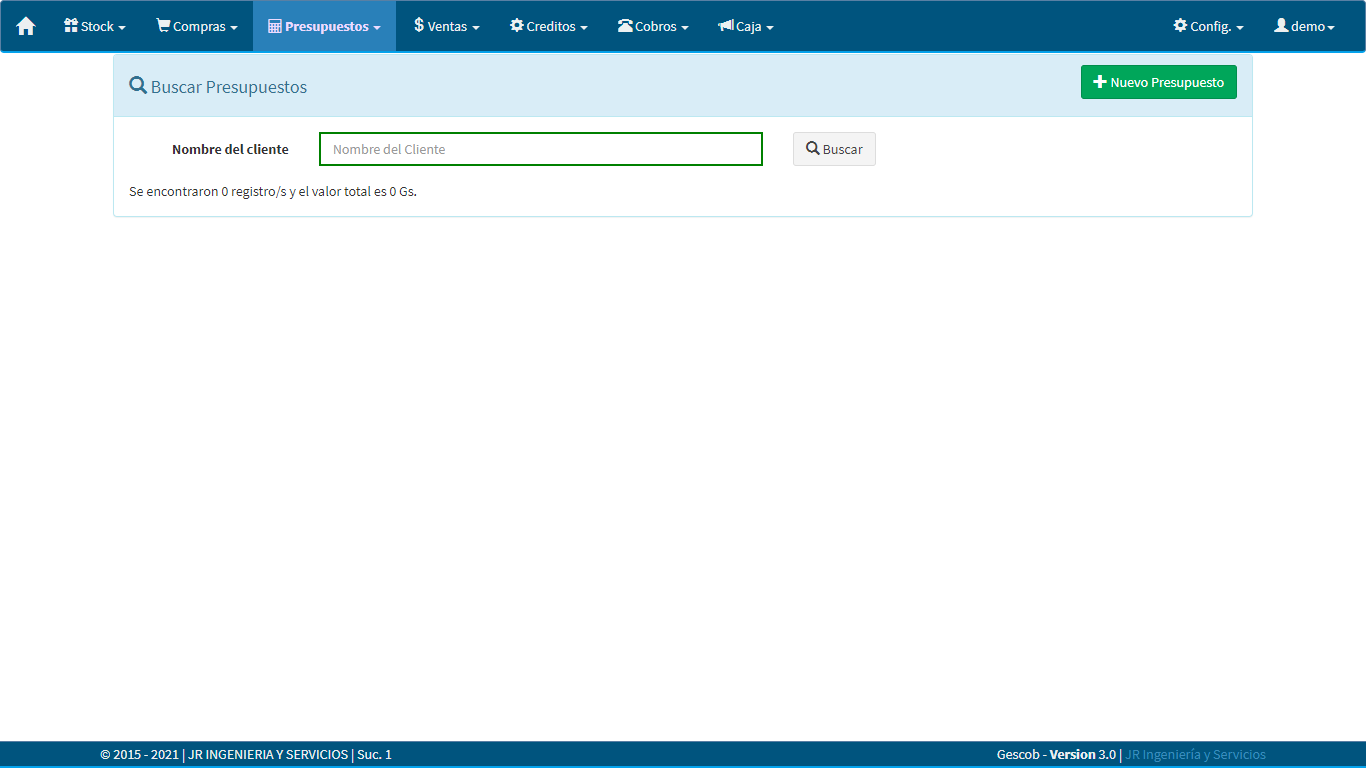 Stock Compras Presupuestos $ Ventas Creditos Cobros Caja Config. demo
Buscar Presupuestos
Nuevo Presupuesto
Nombre del cliente Nombre del Cliente Buscar
Se encontraron 0 registro/s y el valor total es 0 Gs.
© 2015 - 2021 | JR INGENIERIA Y SERVICIOS | Suc. 1 Gescob - Version 3.0 | JR Ingeniería y Servicios